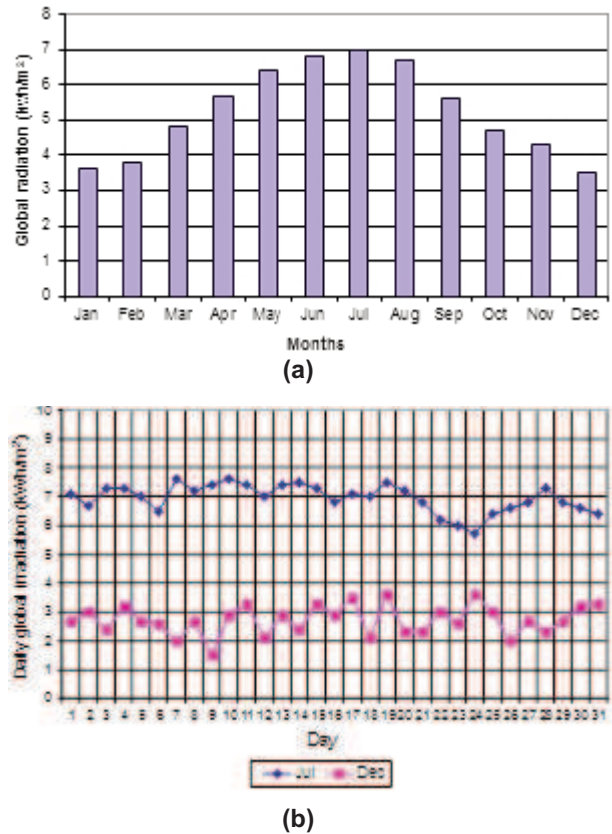 Global radiation (kwh/m²)
8
7
6
5
4
3
2
1
0
Jan Feb Mar Apr May Jun Jul Aug Sep Oct Nov Dec
Months
(a)
Daily global irradiation (kWh/m²)
10
9
8
7
6
5
4
3
2
1
0
1 2 3 4 5 6 7 8 9 10 11 12 13 14 15 16 17 18 19 20 21 22 23 24 25 26 27 28 29 30 31
Day
Jul Dec
(b)